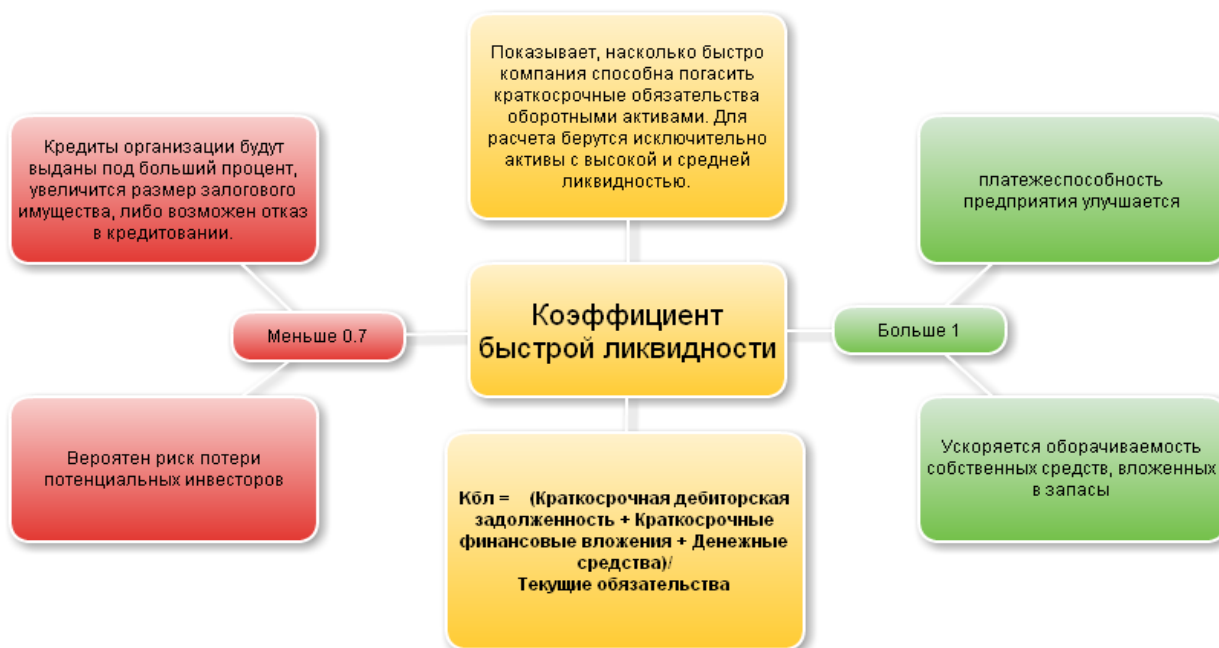 Показывает, насколько быстро
компания способна погасить
краткосрочные обязательства
оборотными активами. Для
расчета берутся исключительно
активы с высокой и средней
ликвидностью.
Кредиты организации будут
выданы под больший процент,
увеличится размер залогового
имущества, либо возможен отказ
в кредитовании.
платежеспособность
предприятия улучшается
Меньше 0.7
Коэффициент
быстрой ликвидности
Больше 1
Вероятен риск потери
потенциальных инвесторов
Кбл = (Краткосрочная дебиторская
задолженность + Краткосрочные
финансовые вложения + Денежные
средства)/
Текущие обязательства
Ускоряется оборачиваемость
собственных средств, вложенных
в запасы